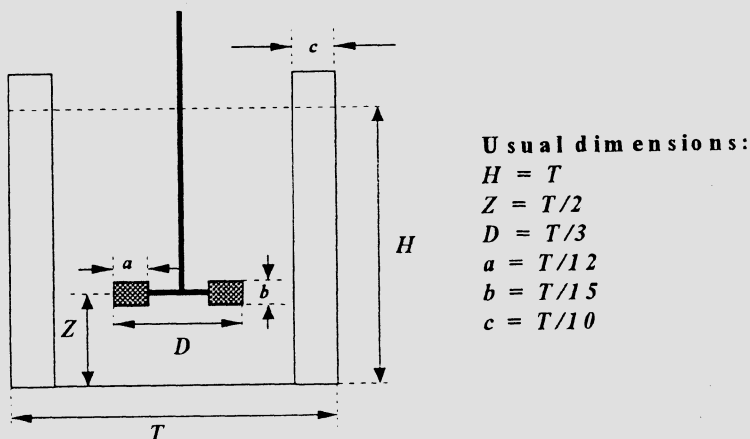 c
Usual dimensions:
H = T
Z = T/2
D = T/3
a = T/12
b = T/15
c = T/10
H
a
b
Z
D
T